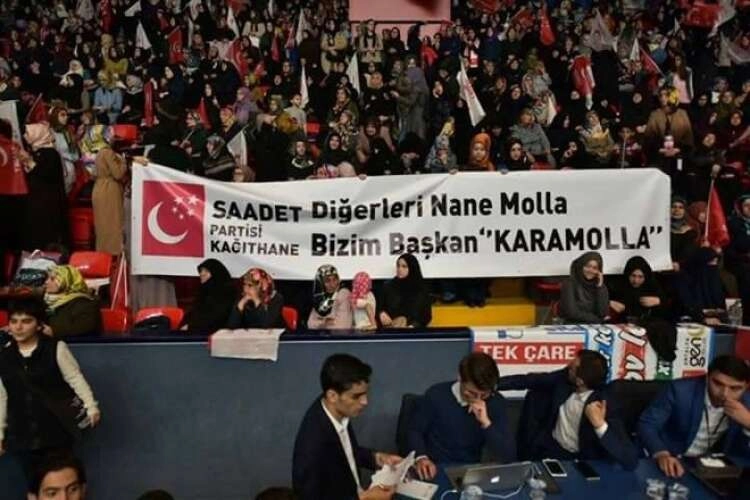 SAADET
PARTİSİ
KAĞITHANE
Diğerleri Nane Molla
Bizim Başkan "KARAMOLLA"
TEK ÇARE